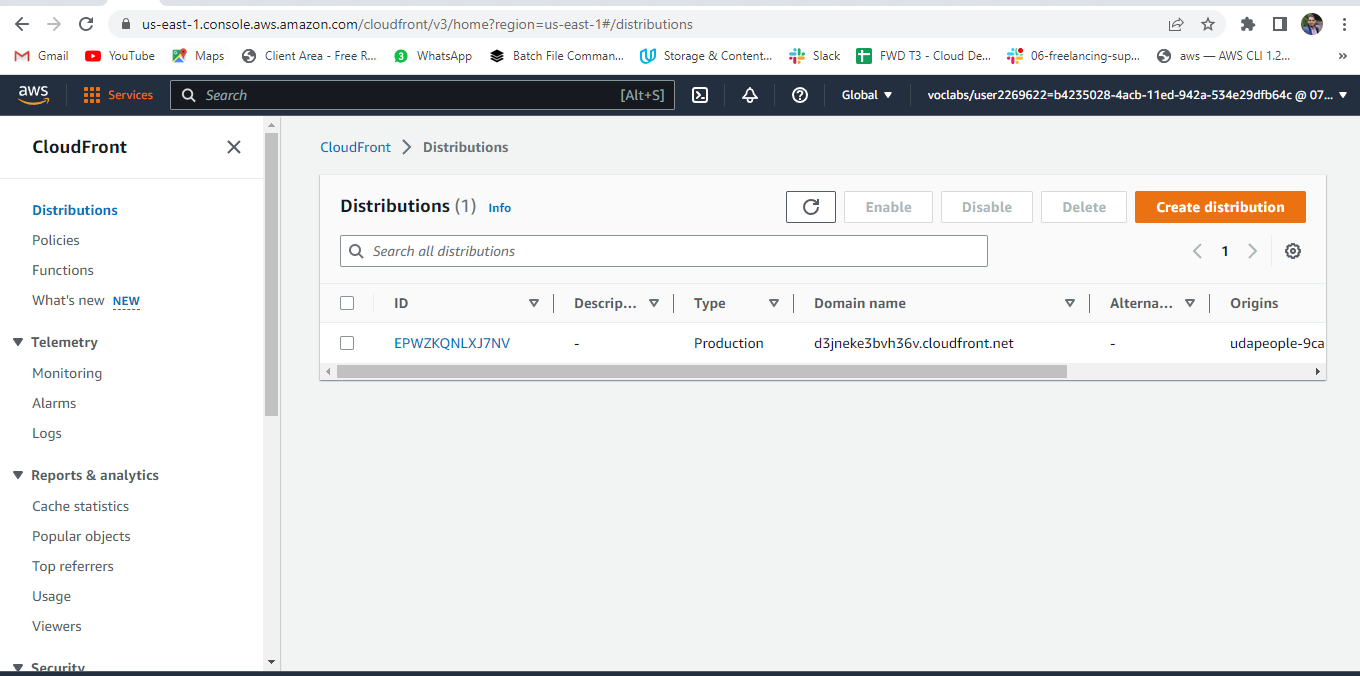 us-east-1.console.aws.amazon.com/cloudfront/v3/home?region=us-east-1#/distributions
Gmail YouTube Maps Client Area - Free R... WhatsApp Batch File Comman... Storage & Content... Slack FWD T3 - Cloud De... 06-freelancing-sup... aws — AWS CLI 1.2... »
aws Services Search [Alt+S] Global voclabs/user2269622=b4235028-4acb-11ed-942a-534e29dfb64c @ 07...
CloudFront
Distributions
Policies
Functions
What's new NEW
Telemetry
Monitoring
Alarms
Logs
Reports & analytics
Cache statistics
Popular objects
Top referrers
Usage
Viewers
Security
CloudFront Distributions
Distributions (1) Info Enable Disable Delete Create distribution
Search all distributions 1
ID Descrip... Type Domain name Alterna... Origins
EPWZKQNLXJ7NV - Production d3jneke3bvh36v.cloudfront.net - udapeople-9ca